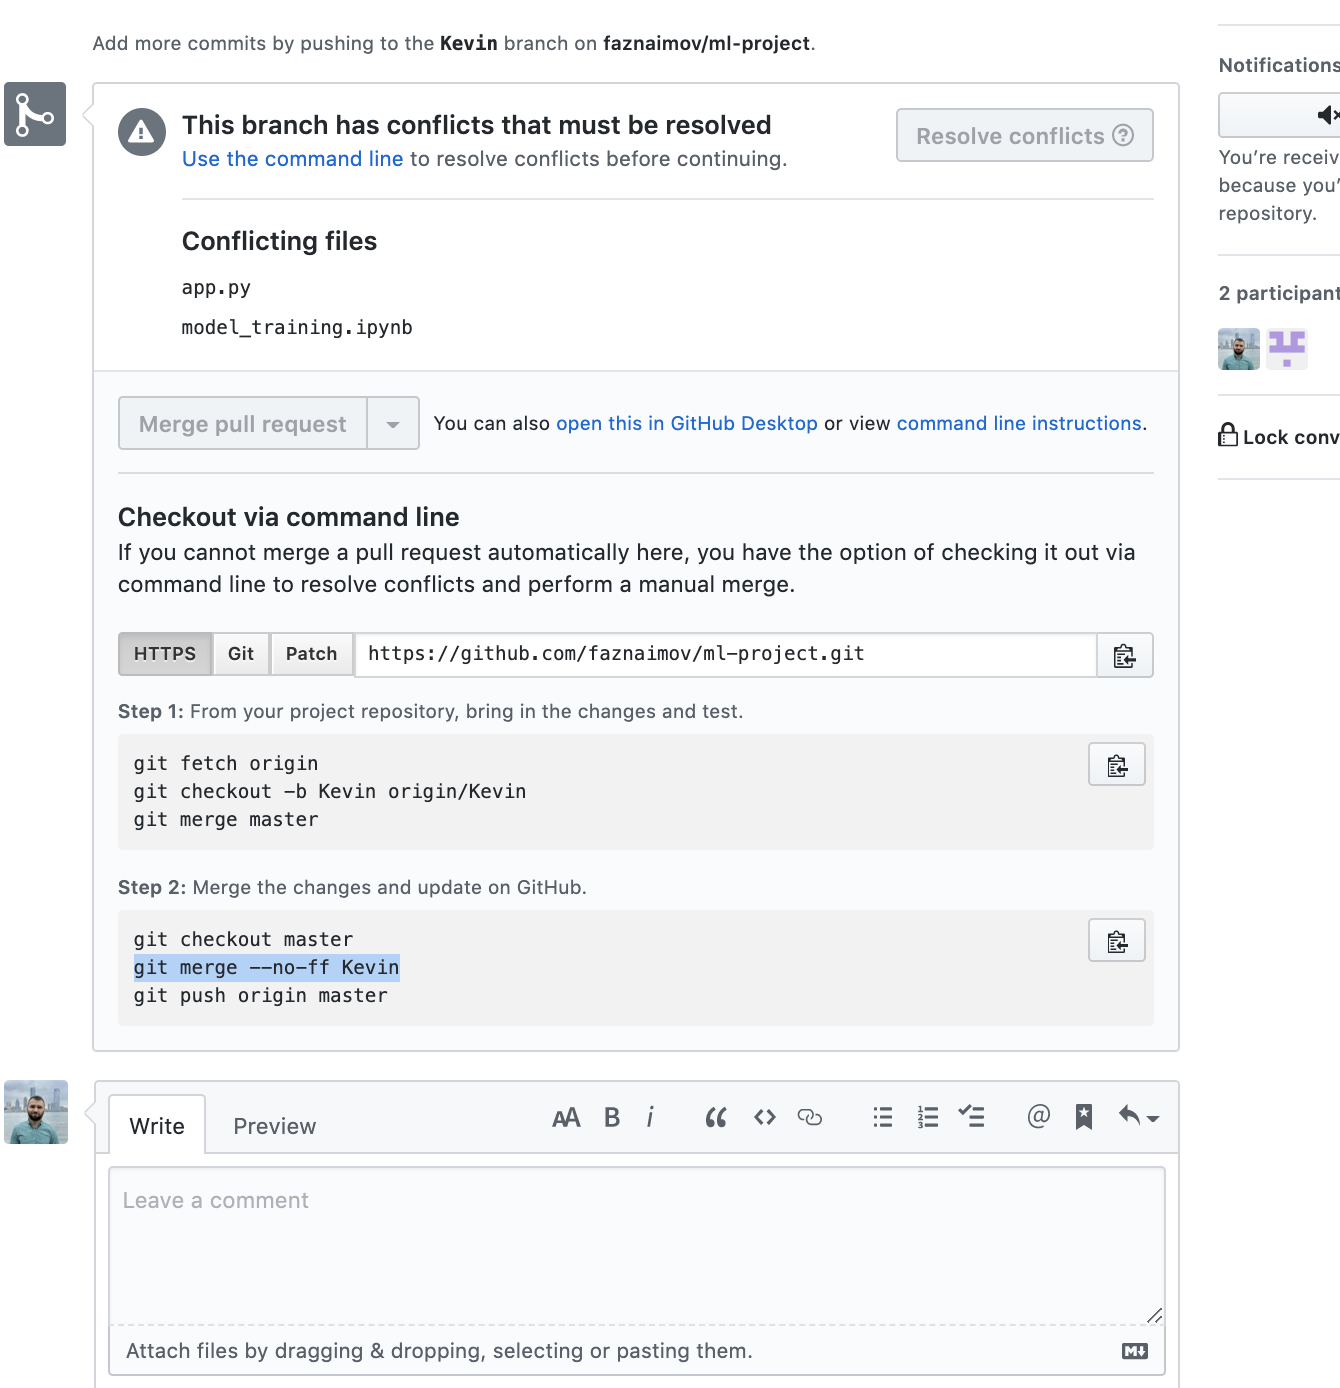 Add more commits by pushing to the Kevin branch on faznaimov/ml-project.
Notifications
This branch has conflicts that must be resolved
Resolve conflicts
Use the command line to resolve conflicts before continuing.
You’re receiv
because you’
repository.
Conflicting files
app.py
2 participant
model_training.ipynb
Merge pull request
You can also open this in GitHub Desktop or view command line instructions.
Lock conv
Checkout via command line
If you cannot merge a pull request automatically here, you have the option of checking it out via
command line to resolve conflicts and perform a manual merge.
HTTPS Git Patch https://github.com/faznaimov/ml-project.git
Step 1: From your project repository, bring in the changes and test.
git fetch origin
git checkout -b Kevin origin/Kevin
git merge master
Step 2: Merge the changes and update on GitHub.
git checkout master
git merge --no-ff Kevin
git push origin master
Write Preview
Leave a comment
Attach files by dragging & dropping, selecting or pasting them.